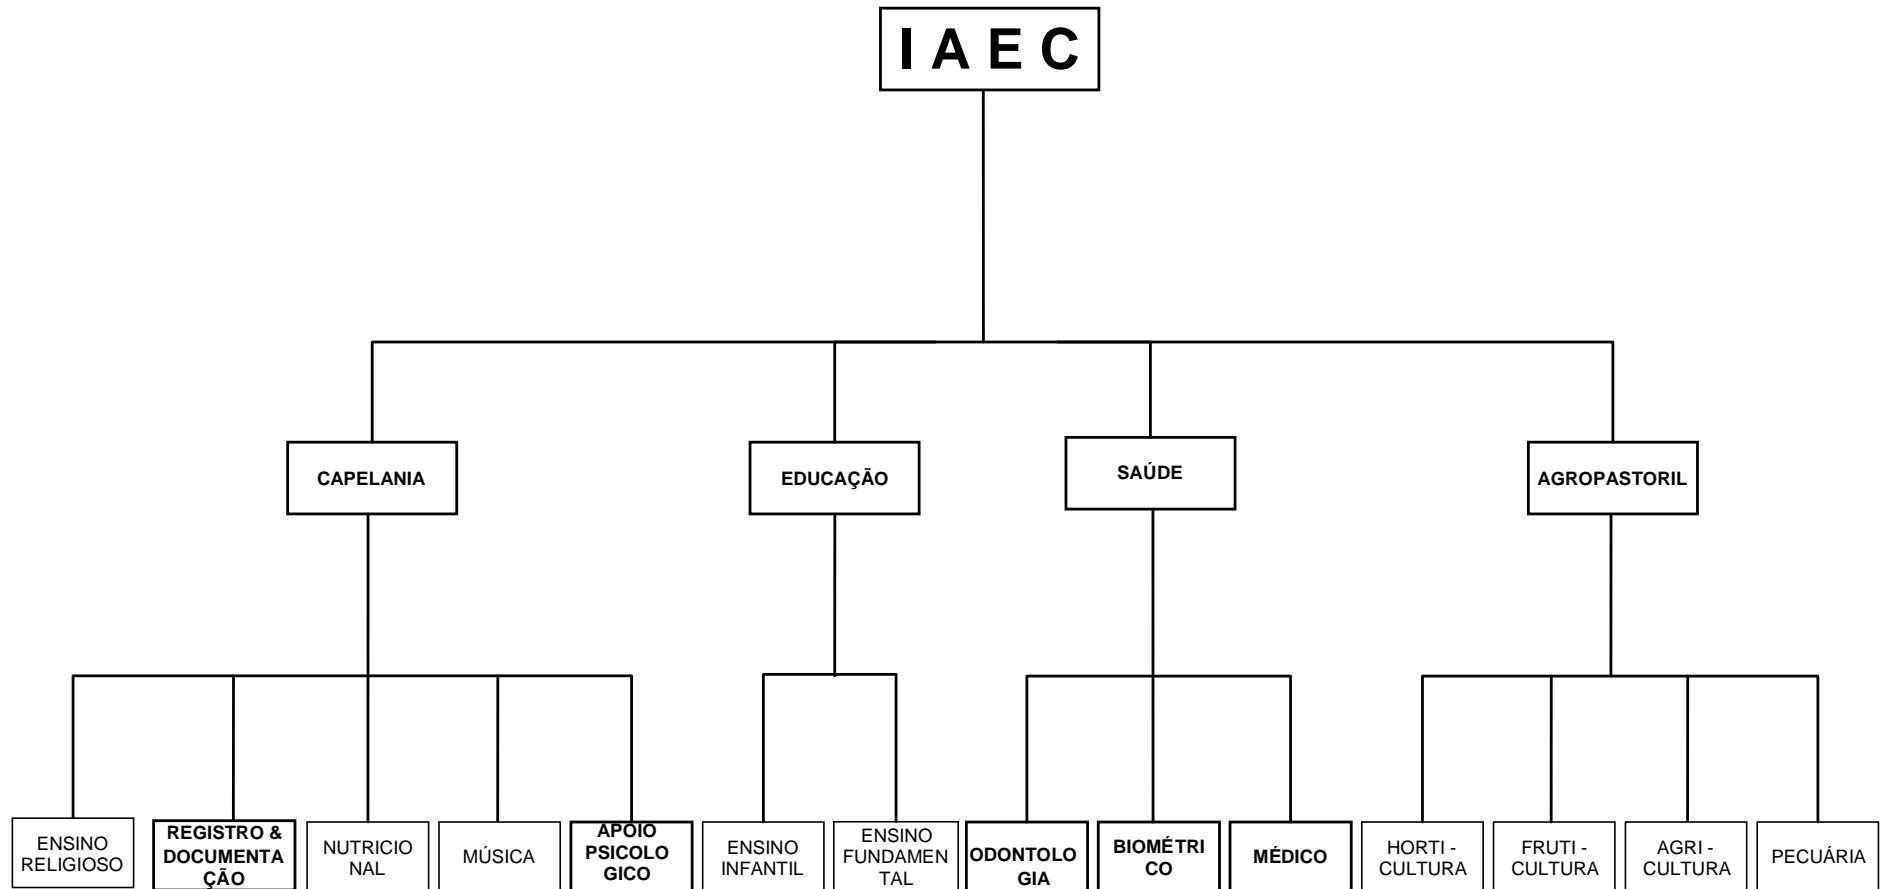 I A E C
CAPELANIA
EDUCAÇÃO
SAÚDE
AGROPASTORIL
ENSINO
RELIGIOSO
REGISTRO &
DOCUMENTA
ÇÃO
NUTRICIO
NAL
MÚSICA
APOIO
PSICOLO
GICO
ENSINO
INFANTIL
ENSINO
FUNDAMEN
TAL
ODONTOLO
GIA
BIOMÉTRI
CO
MÉDICO
HORTI -
CULTURA
FRUTI -
CULTURA
AGRI -
CULTURA
PECUÁRIA